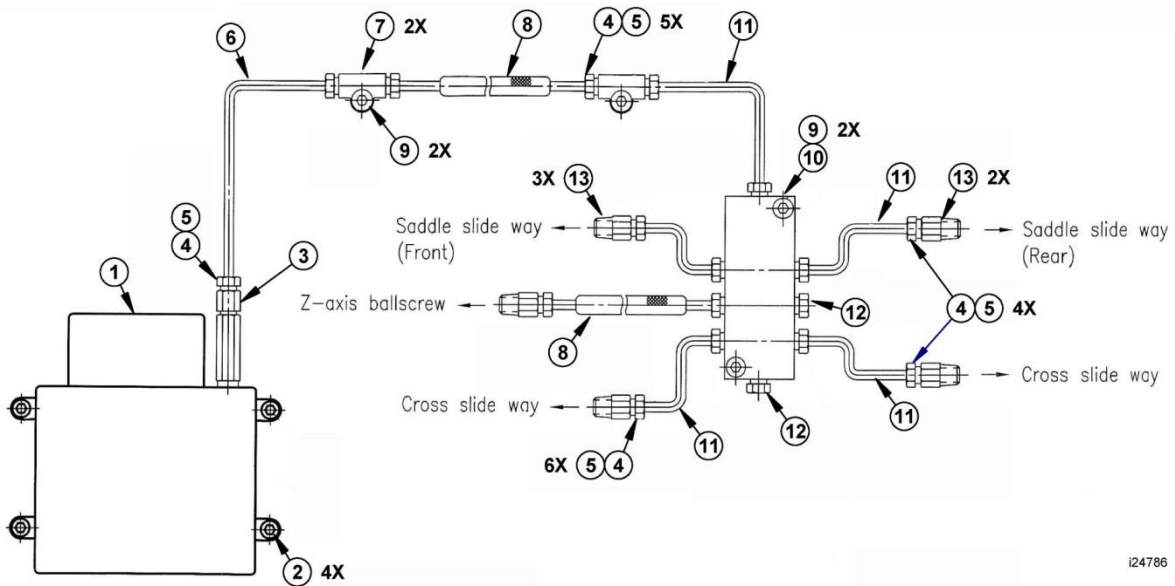 7 2X
8
4 5 5X
11
6
9 2X
9 2X
10
3X 13
11
13 2X
Saddle slide way
(Front)
Saddle slide way
(Rear)
5
4
3
1
Z-axis ballscrew
12
4 5 4X
8
Cross slide way
Cross slide way
11
12
11
6X 5 4
2 4X
i24786